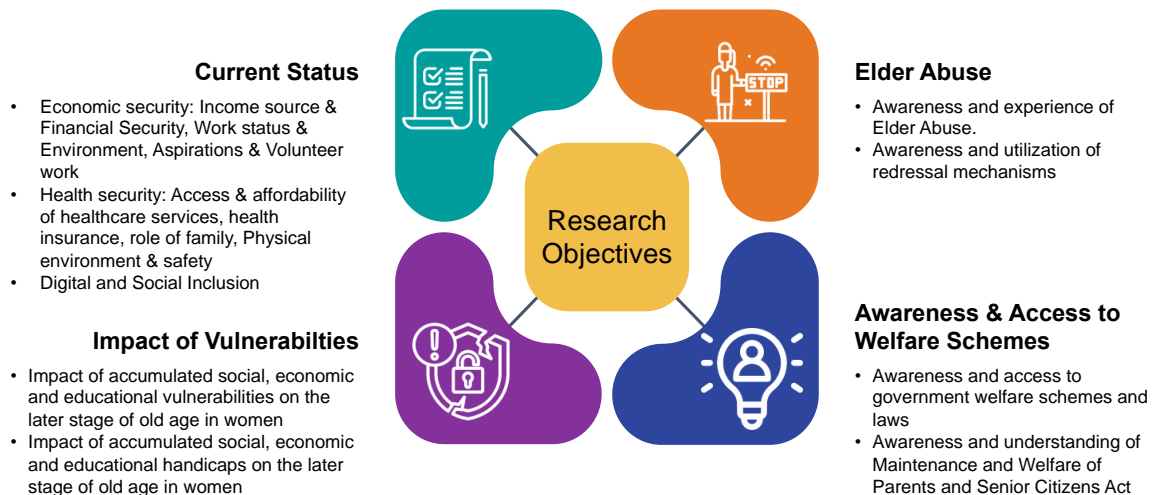 Current Status
• Economic security: Income source &
Financial Security, Work status &
Environment, Aspirations & Volunteer
work
• Health security: Access & affordability
of healthcare services, health
insurance, role of family, Physical
environment & safety
• Digital and Social Inclusion
Impact of Vulnerabilties
• Impact of accumulated social, economic
and educational vulnerabilities on the
later stage of old age in women
• Impact of accumulated social, economic
and educational handicaps on the later
stage of old age in women
STOP
Research
Objectives
Elder Abuse
• Awareness and experience of
Elder Abuse.
• Awareness and utilization of
redressal mechanisms
Awareness & Access to
Welfare Schemes
• Awareness and access to
government welfare schemes and
laws
• Awareness and understanding of
Maintenance and Welfare of
Parents and Senior Citizens Act